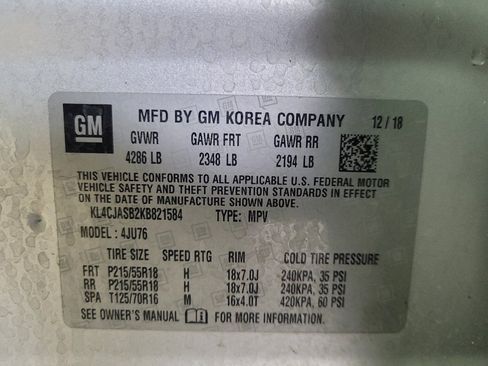 GM MFD BY GM KOREA COMPANY 12/18
GVWR GAWR FRT GAWR RR
4286 LB 2348 LB 2194 LB
THIS VEHICLE CONFORMS TO ALL APPLICABLE U.S. FEDERAL MOTOR
VEHICLE SAFETY AND THEFT PREVENTION STANDARDS IN EFFECT
ON THE DATE OF MANUFACTURE SHOWN ABOVE.
KL4CJASB2KB821584 TYPE: MPV
MODEL: 4JU76
TIRE SIZE SPEED RTG RIM COLD TIRE PRESSURE
FRT P215/55R18 H 18x7.0J 240KPA, 35 PSI
RR P215/55R18 H 18x7.0J 240KPA, 35 PSI
SPA T125/70R16 M 16x4.0T 420KPA, 60 PSI
SEE OWNER'S MANUAL FOR MORE INFORMATION.